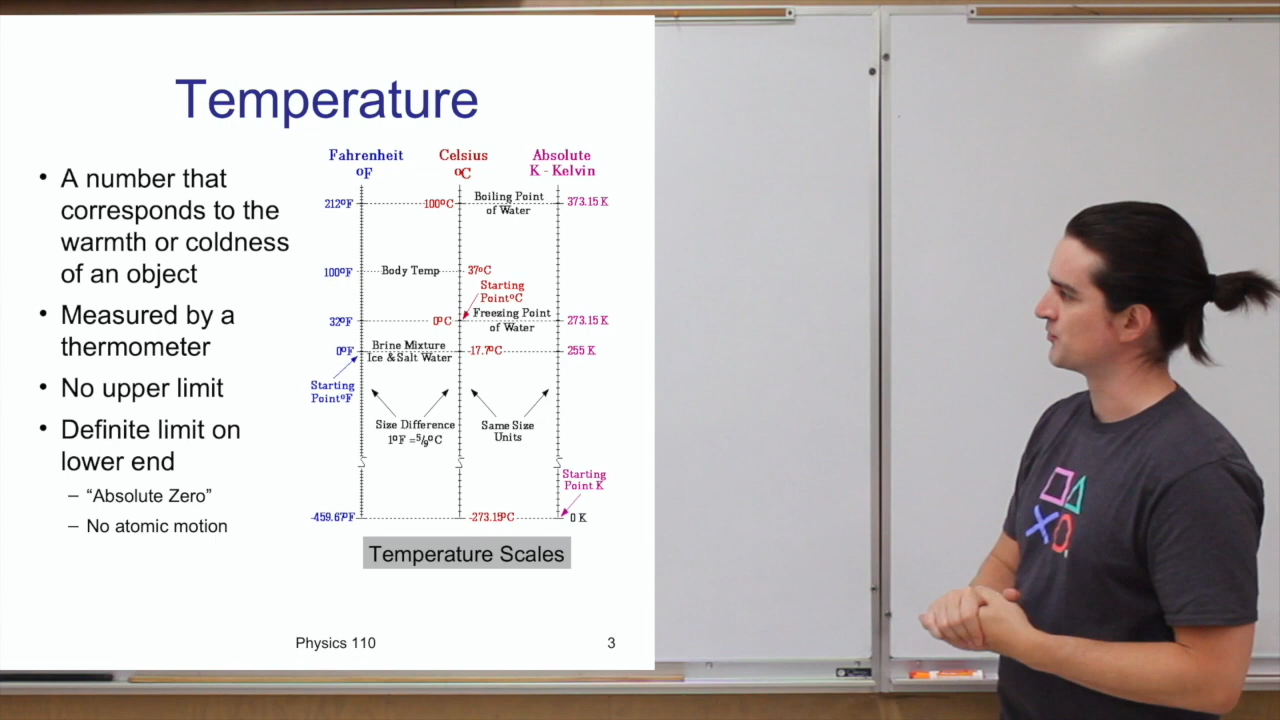 Temperature
• A number that
corresponds to the
warmth or coldness
of an object
• Measured by a
thermometer
• No upper limit
• Definite limit on
lower end
– “Absolute Zero”
– No atomic motion
Fahrenheit Celsius Absolute
ºF ºC K - Kelvin
212ºF 100ºC Boiling Point 373.15 K
of Water
100ºF Body Temp 37ºC
Starting
PointºC
32ºF 0ºC Freezing Point 273.15 K
of Water
0ºF Brine Mixture -17.7ºC 255 K
Ice & Salt Water
Starting
PointºF
Size Difference Same Size
1ºF =5/9ºC Units
Starting
Point K
-459.67ºF -273.15ºC 0 K
Temperature Scales
Physics 110 3